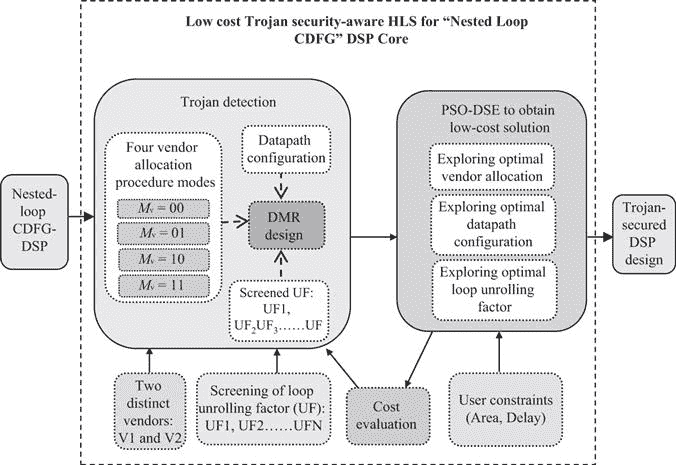 Low cost Trojan security-aware HLS for “Nested Loop
CDFG” DSP Core
Trojan detection
Four vendor
allocation
procedure modes
Mv = 00
Mv = 01
Mv = 10
Mv = 11
Datapath
configuration
DMR
design
Screened UF:
UF1,
UF2UF3……UF
PSO-DSE to obtain
low-cost solution
Exploring optimal
vendor allocation
Exploring optimal
datapath
configuration
Exploring optimal
loop unrolling
factor
Nested-
loop
CDFG-
DSP
Trojan-
secured
DSP
design
Two
distinct
vendors:
V1 and V2
Screening of loop
unrolling factor (UF):
UF1, UF2……UFN
Cost
evaluation
User constraints
(Area, Delay)